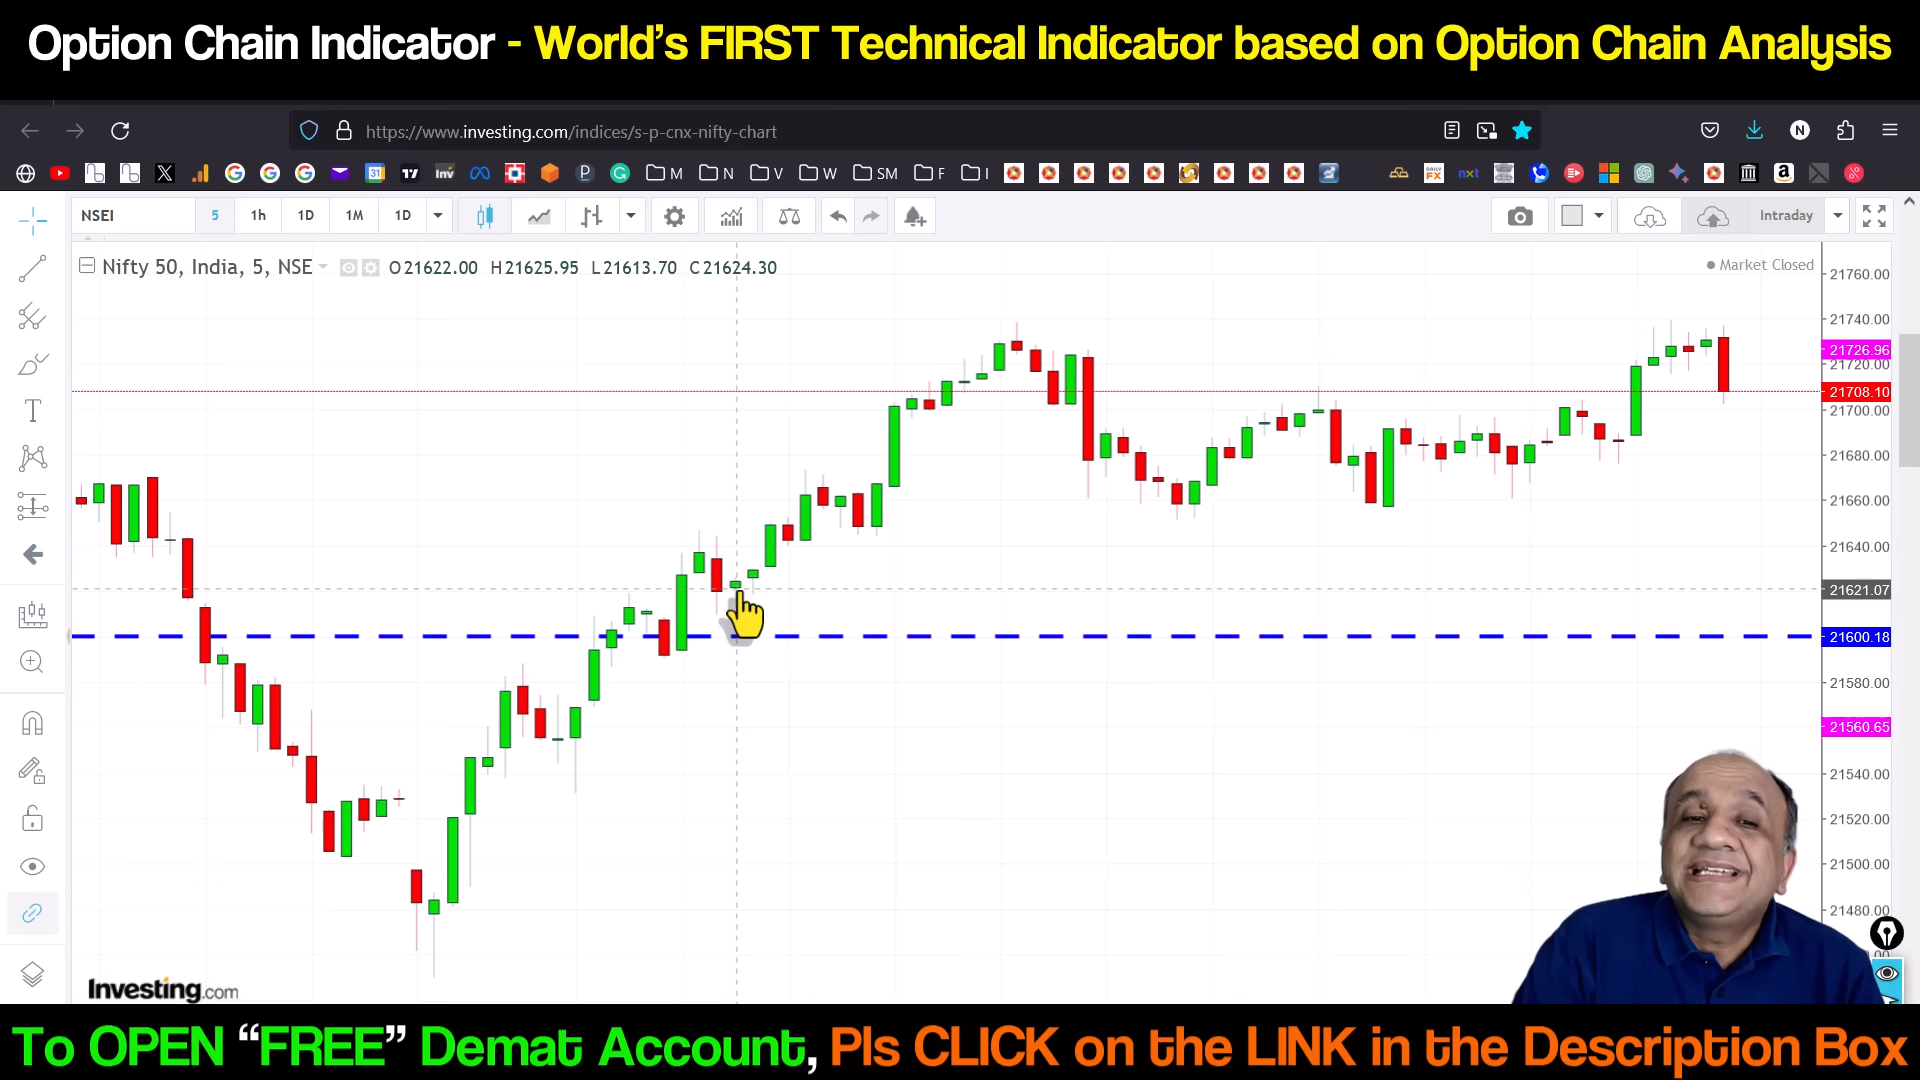 Option Chain Indicator - World's FIRST Technical Indicator based on Option Chain Analysis
https://www.investing.com/indices/s-p-cnx-nifty-chart
N
M N V W SM F I
NSEI 5 1h 1D 1M 1D Intraday
Nifty 50, India, 5, NSE O21622.00 H21625.95 L21613.70 C21624.30
Market Closed
21760.00
21740.00
21726.96
21720.00
21708.10
21700.00
21680.00
21660.00
21640.00
21621.07
21600.18
21580.00
21560.65
21540.00
21520.00
21500.00
21480.00
Investing.com
To OPEN “FREE” Demat Account, Pls CLICK on the LINK in the Description Box